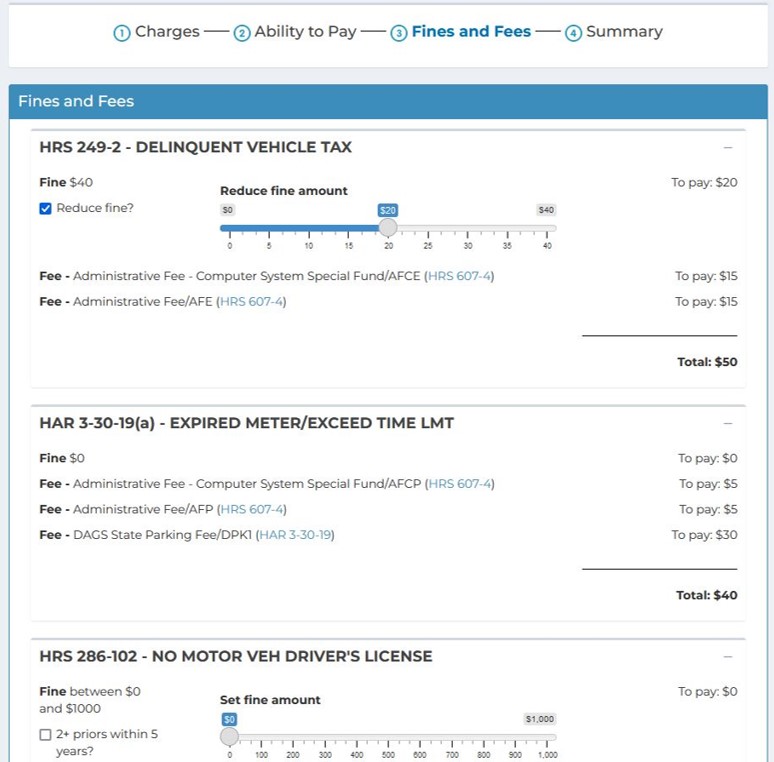 1 Charges 2 Ability to Pay 3 Fines and Fees 4 Summary
Fines and Fees
HRS 249-2 - DELINQUENT VEHICLE TAX
Fine $40 To pay: $20
Reduce fine amount
Reduce fine?
$0 $20 $40
0 5 10 15 20 25 30 35 40
Fee - Administrative Fee - Computer System Special Fund/AFCE (HRS 607-4) To pay: $15
Fee - Administrative Fee/AFE (HRS 607-4) To pay: $15
Total: $50
HAR 3-30-19(a) - EXPIRED METER/EXCEED TIME LMT
Fine $0 To pay: $0
Fee - Administrative Fee - Computer System Special Fund/AFCP (HRS 607-4) To pay: $5
Fee - Administrative Fee/AFP (HRS 607-4) To pay: $5
Fee - DAGS State Parking Fee/DPK1 (HAR 3-30-19) To pay: $30
Total: $40
HRS 286-102 - NO MOTOR VEH DRIVER'S LICENSE
Fine between $0 To pay: $0
and $1000
Set fine amount
$0 $1,000
2+ priors within 5
years?
0 100 200 300 400 500 600 700 800 900 1,000